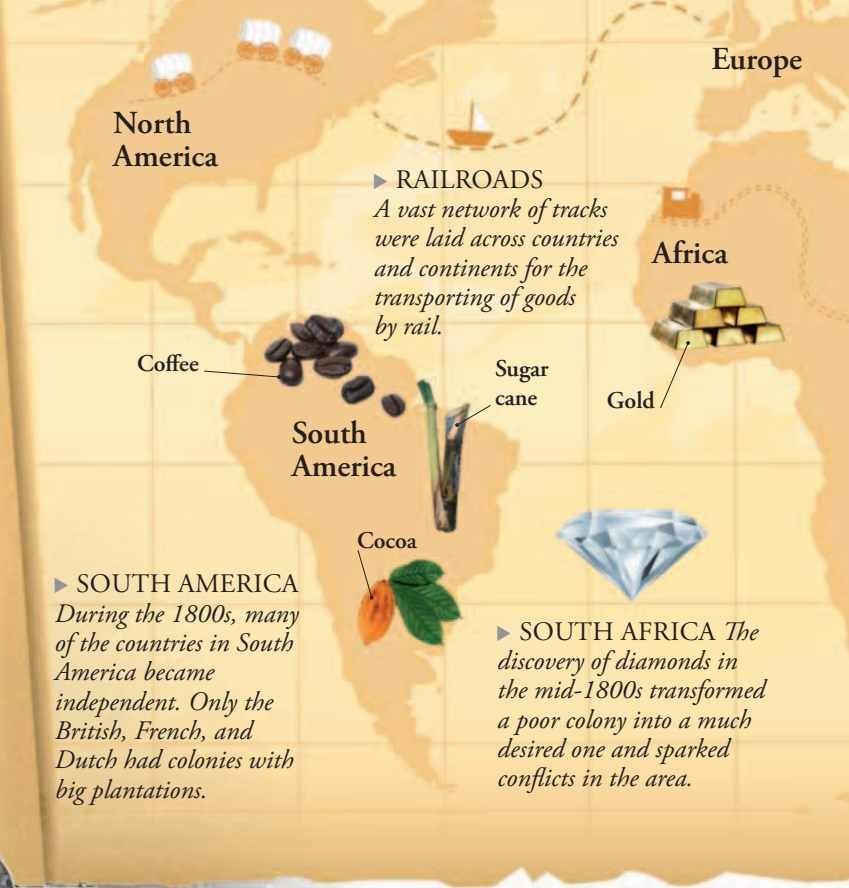 Europe
North
America
▶ RAILROADS
A vast network of tracks
were laid across countries
and continents for the
transporting of goods
by rail.
Africa
Coffee
Sugar
cane
Gold
South
America
Cocoa
▶ SOUTH AMERICA
During the 1800s, many
of the countries in South
America became
independent. Only the
British, French, and
Dutch had colonies with
big plantations.
▶ SOUTH AFRICA The
discovery of diamonds in
the mid-1800s transformed
a poor colony into a much
desired one and sparked
conflicts in the area.